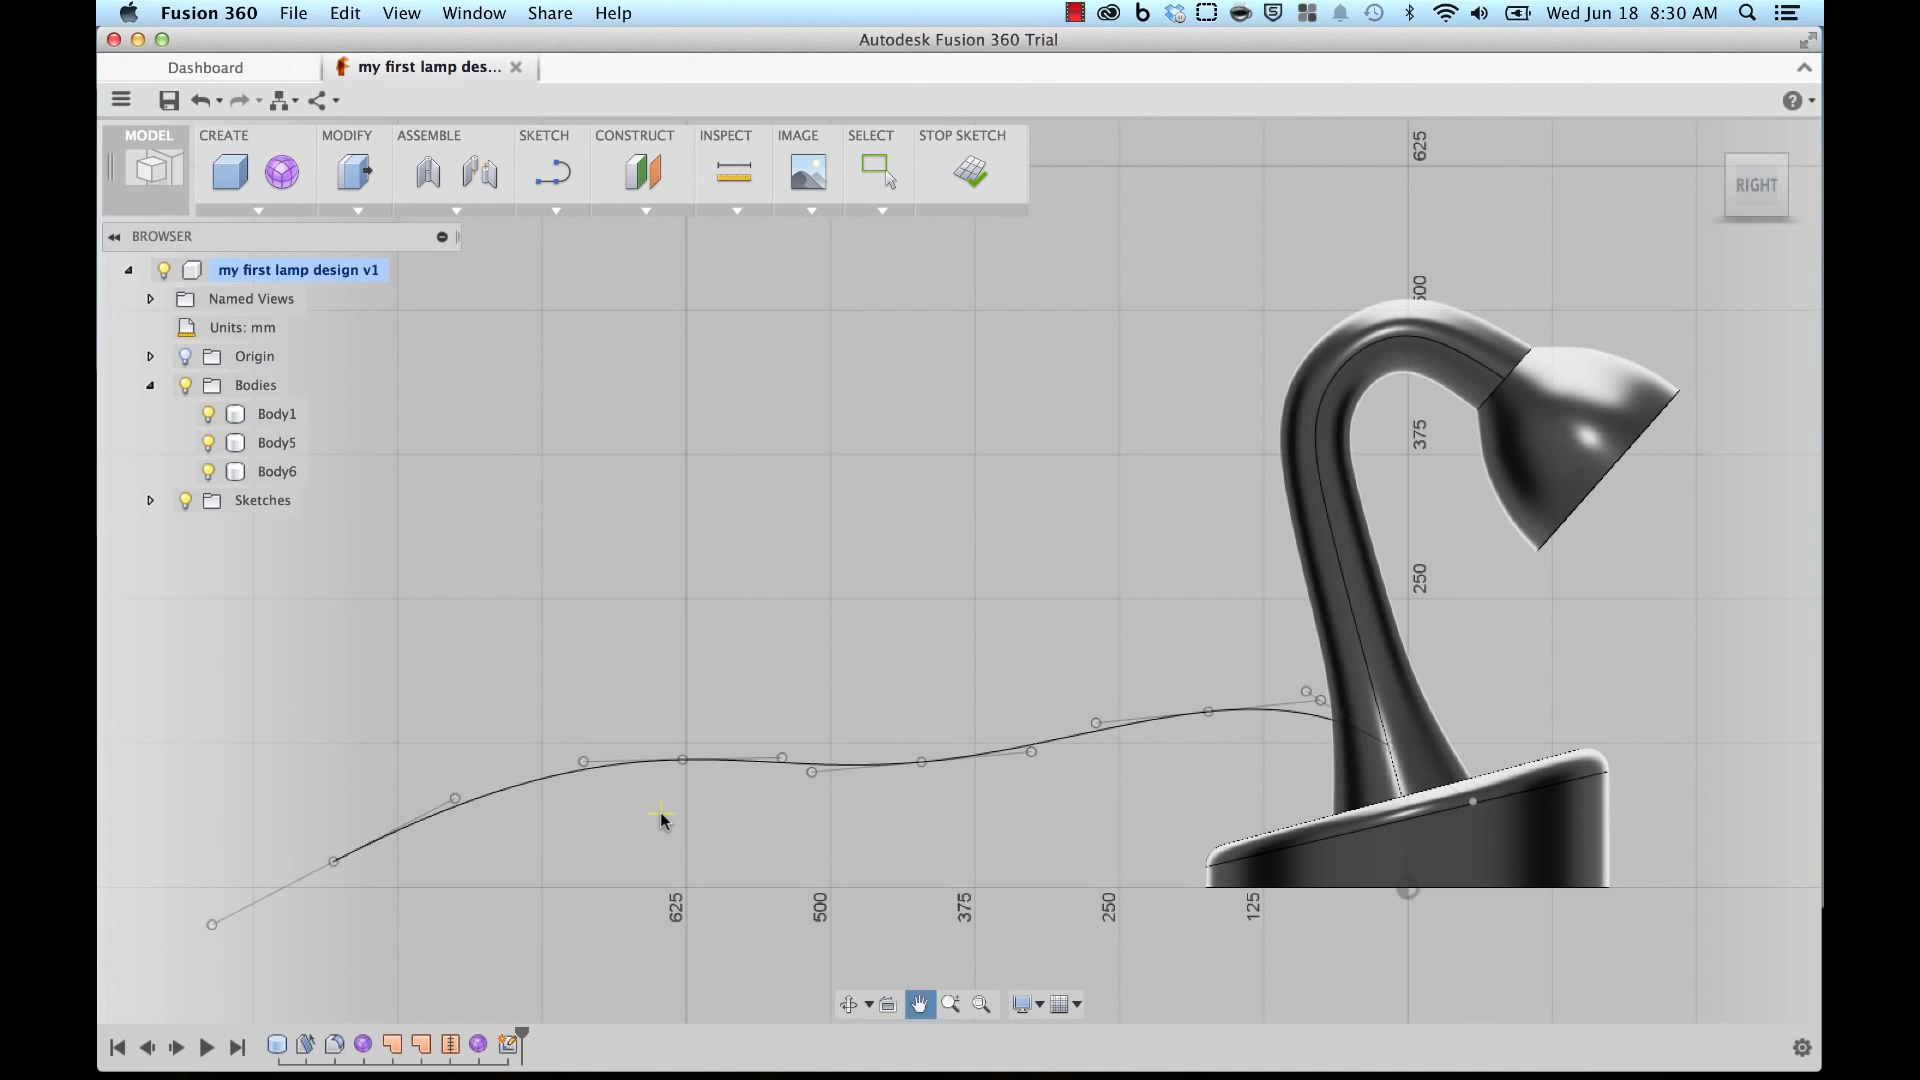 Fusion 360 File Edit View Window Share Help Wed Jun 18 8:30 AM
Autodesk Fusion 360 Trial
Dashboard my first lamp des...
MODEL CREATE MODIFY ASSEMBLE SKETCH CONSTRUCT INSPECT IMAGE SELECT STOP SKETCH
RIGHT
BROWSER
my first lamp design v1
Named Views
Units: mm
Origin
Bodies
Body1
Body5
Body6
Sketches
625
500
375
250
625 500 375 250 125